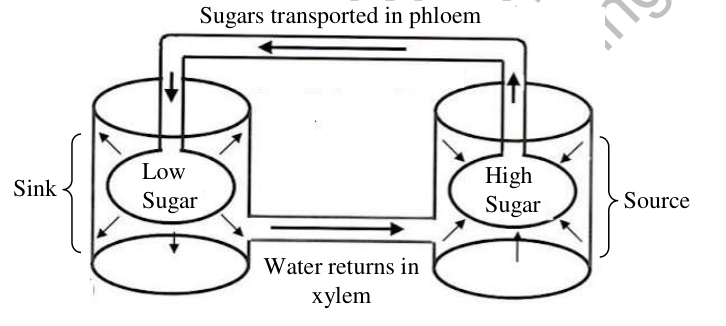 Sugars transported in phloem
Low
Sugar
High
Sugar
Sink
Source
Water returns in
xylem